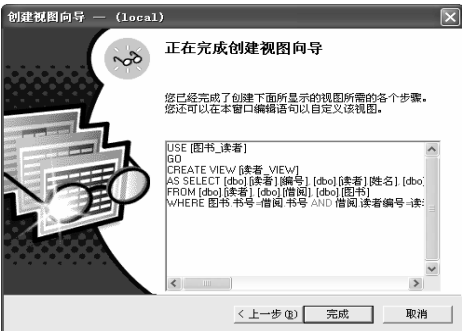 创建视图向导 — (local)
正在完成创建视图向导
您已经完成了创建下面所显示的视图所需的各个步骤。
您还可以在本窗口编辑语句以自定义该视图。
USE [图书_读者]
GO
CREATE VIEW [读者_VIEW]
AS SELECT [dbo].[读者].[编号], [dbo].[读者].[姓名], [dbo]
FROM [dbo].[读者], [dbo].[借阅], [dbo].[图书]
WHERE 图书.书号=借阅.书号 AND 借阅.读者编号=读
< 上一步(B)
完成
取消